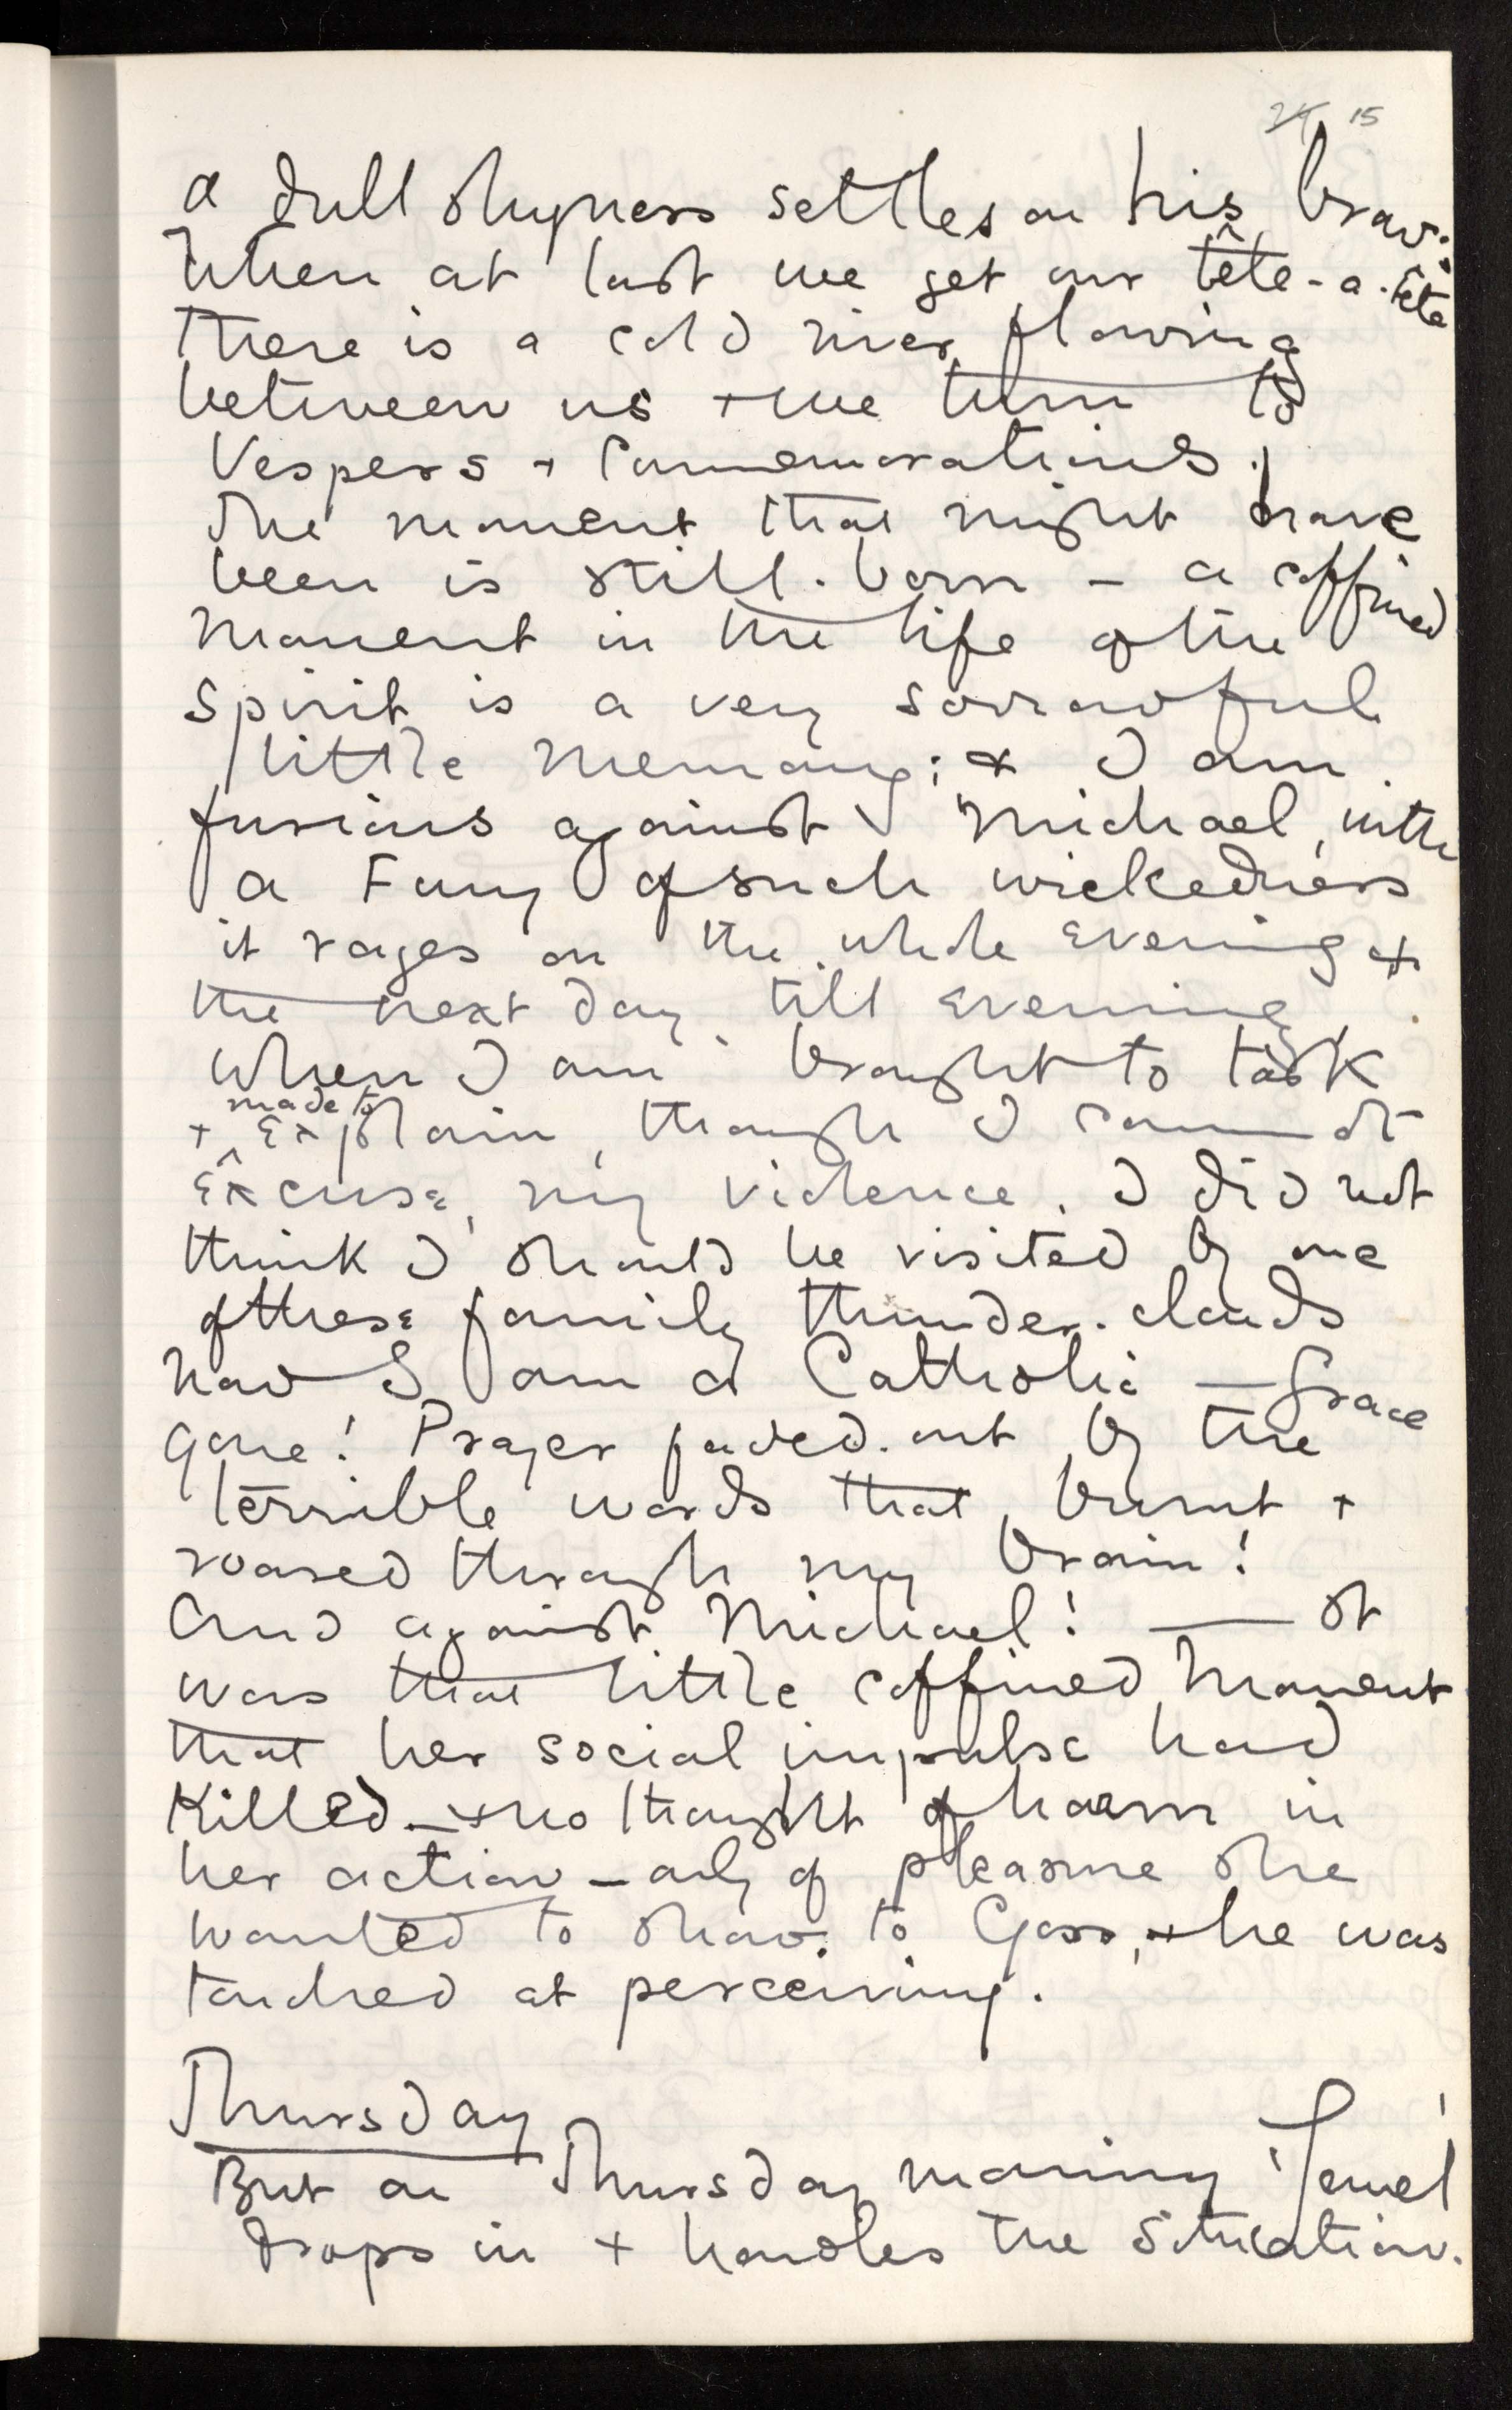 24 15
a dull shyness settles on his brow:
When at last we get our tête-a-tête
there is a cold river flowing
between us + we turn to
Vespers + Commemorations.
The moment that might have
been is still-born – a coffined
moment in the life of the
spirit is a very sorrowful
little memory; + I am
furious against Michael, with
a Fury of such wickedness
it rages on the whole evening +
the next day till evening
when I am brought to task
made to
+ ^ explain, though I cannot
excuse, my violence. I did not
think I should be visited by one
of these family thunder-clouds
now I am a Catholic — Grace
gone! Prayer faded-out by the
terrible words that burnt +
roared through my brain!
And against Michael! — It
was that little coffined moment
that her social impulse had
killed – + no thought of harm in
her action – only of pleasure she
wanted to show to Goss, + he was
touched at perceiving.
Thursday
But on Thursday morning 'Jewel'
drops in + handles the situation.